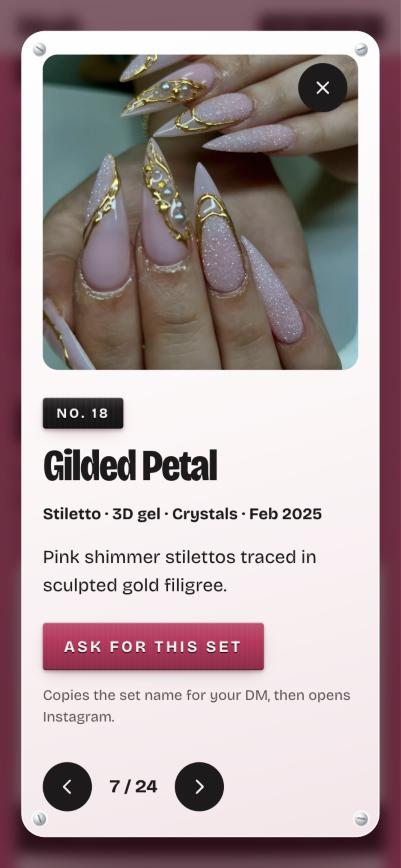 NO. 18
Gilded Petal
Stiletto · 3D gel · Crystals · Feb 2025
Pink shimmer stilettos traced in
sculpted gold filigree.
ASK FOR THIS SET
Copies the set name for your DM, then opens
Instagram.
7 / 24